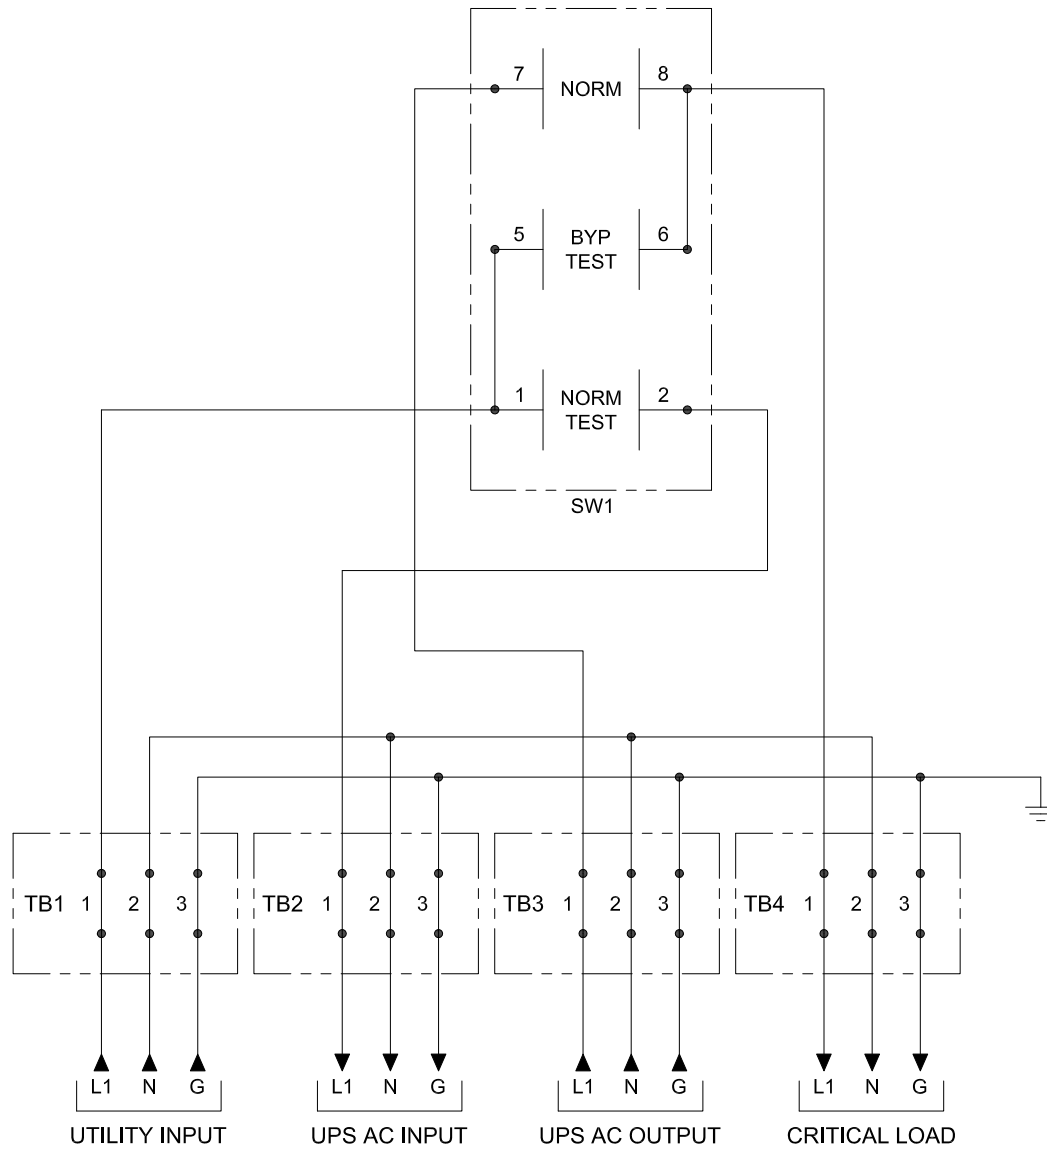 7 NORM 8
5 BYP TEST 6
1 NORM TEST 2
SW1
TB1 1 2 3
TB2 1 2 3
TB3 1 2 3
TB4 1 2 3
L1 N G
L1 N G
L1 N G
L1 N G
UTILITY INPUT
UPS AC INPUT
UPS AC OUTPUT
CRITICAL LOAD